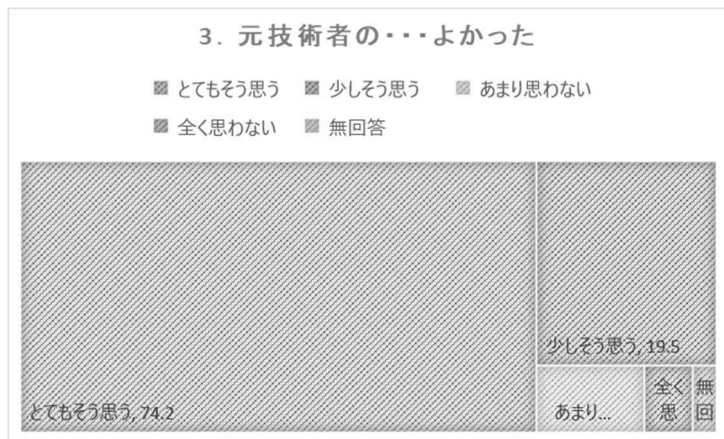 3. 元技術者の・・・よかった
とてもそう思う 少しそう思う あまり思わない
全く思わない 無回答
少しそう思う, 19.5
とてもそう思う, 74.2
あまり...
全く
思
無
回